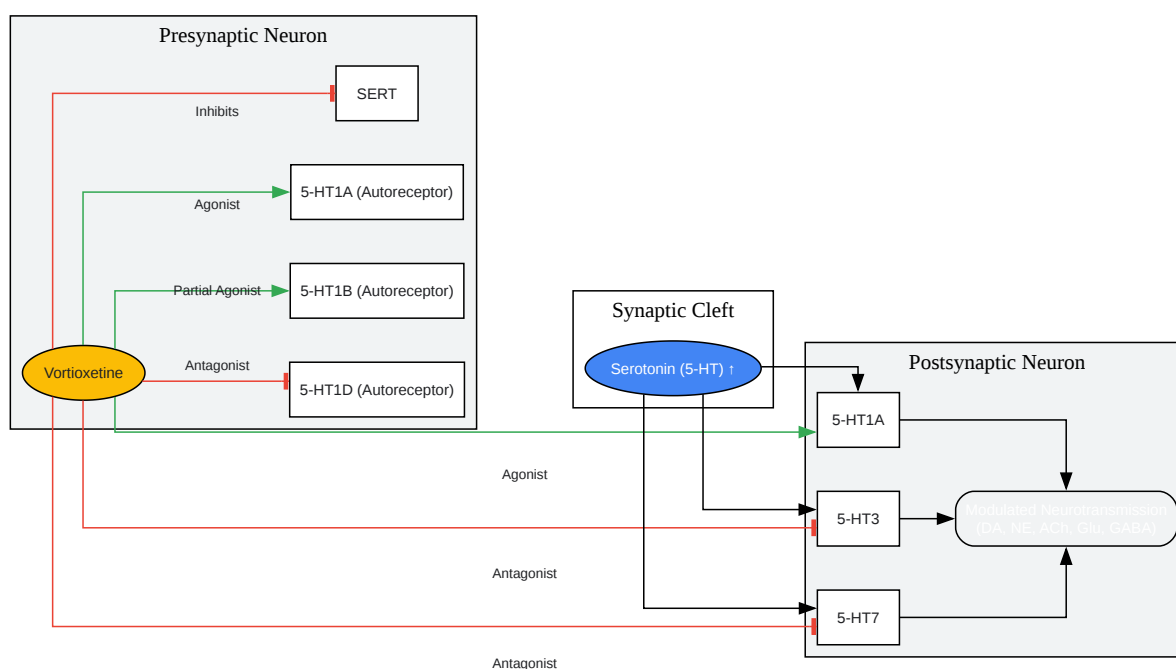 Presynaptic Neuron
SERT
Inhibits
5-HT1A (Autoreceptor)
Agonist
Partial Agonist
5-HT1B (Autoreceptor)
Vortioxetine
Antagonist
5-HT1D (Autoreceptor)
Synaptic Cleft
Serotonin (5-HT) ↑
Postsynaptic Neuron
5-HT1A
Agonist
5-HT3
Modulated Neurotransmission
(DA, NE, ACh, Glu, GABA)
Antagonist
5-HT7
Antagonist